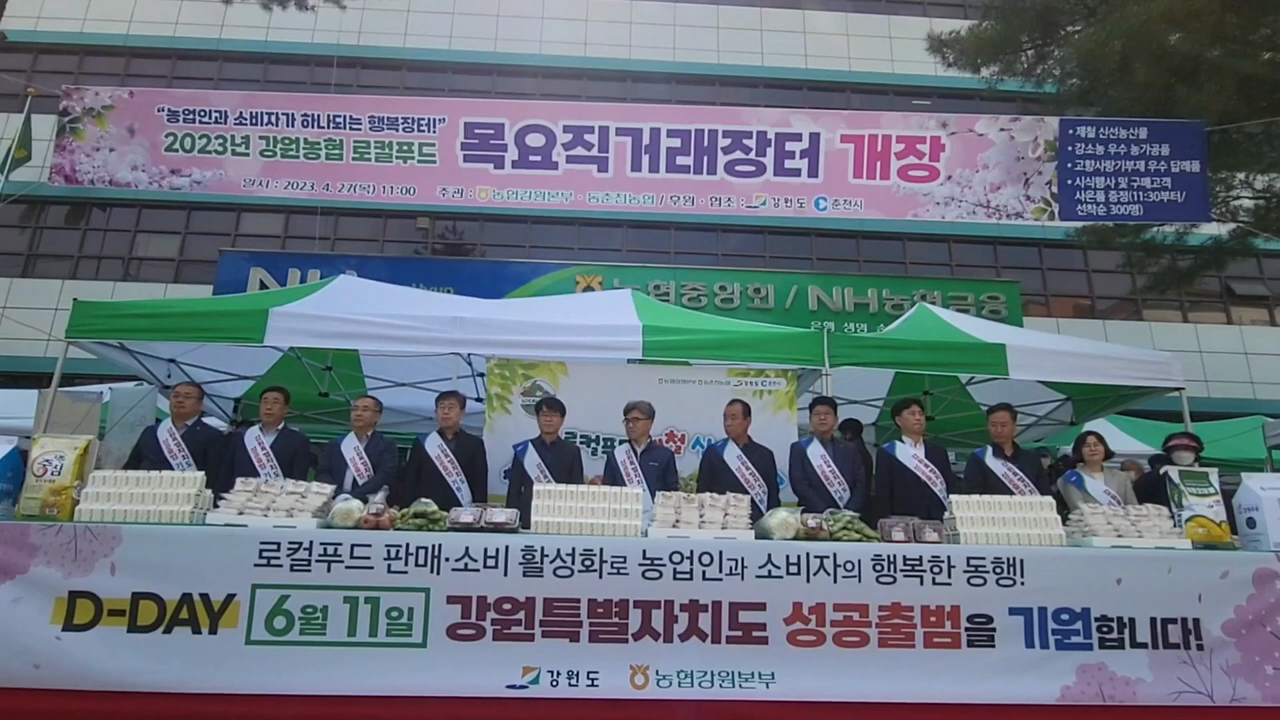 "농업인과 소비자가 하나되는 행복장터!"
2023년 강원농협 로컬푸드
목요직거래장터 개장
일시 : 2023. 4. 27(목) 11:00 주관 : 농협강원본부 · 동춘천농협 / 후원 · 협조 : 강원도 춘천시
• 제철 신선농산물
• 강소농 우수 농가공품
• 고향사랑기부제 우수 답례품
• 시식행사 및 구매고객
사은품 증정(11:30부터/
선착순 300명)
농협중앙회 / NH농협금융
은행 생명
로컬푸드 판매·소비 활성화로 농업인과 소비자의 행복한 동행!
D-DAY 6월 11일 강원특별자치도 성공출범을 기원합니다!
강원도 농협강원본부